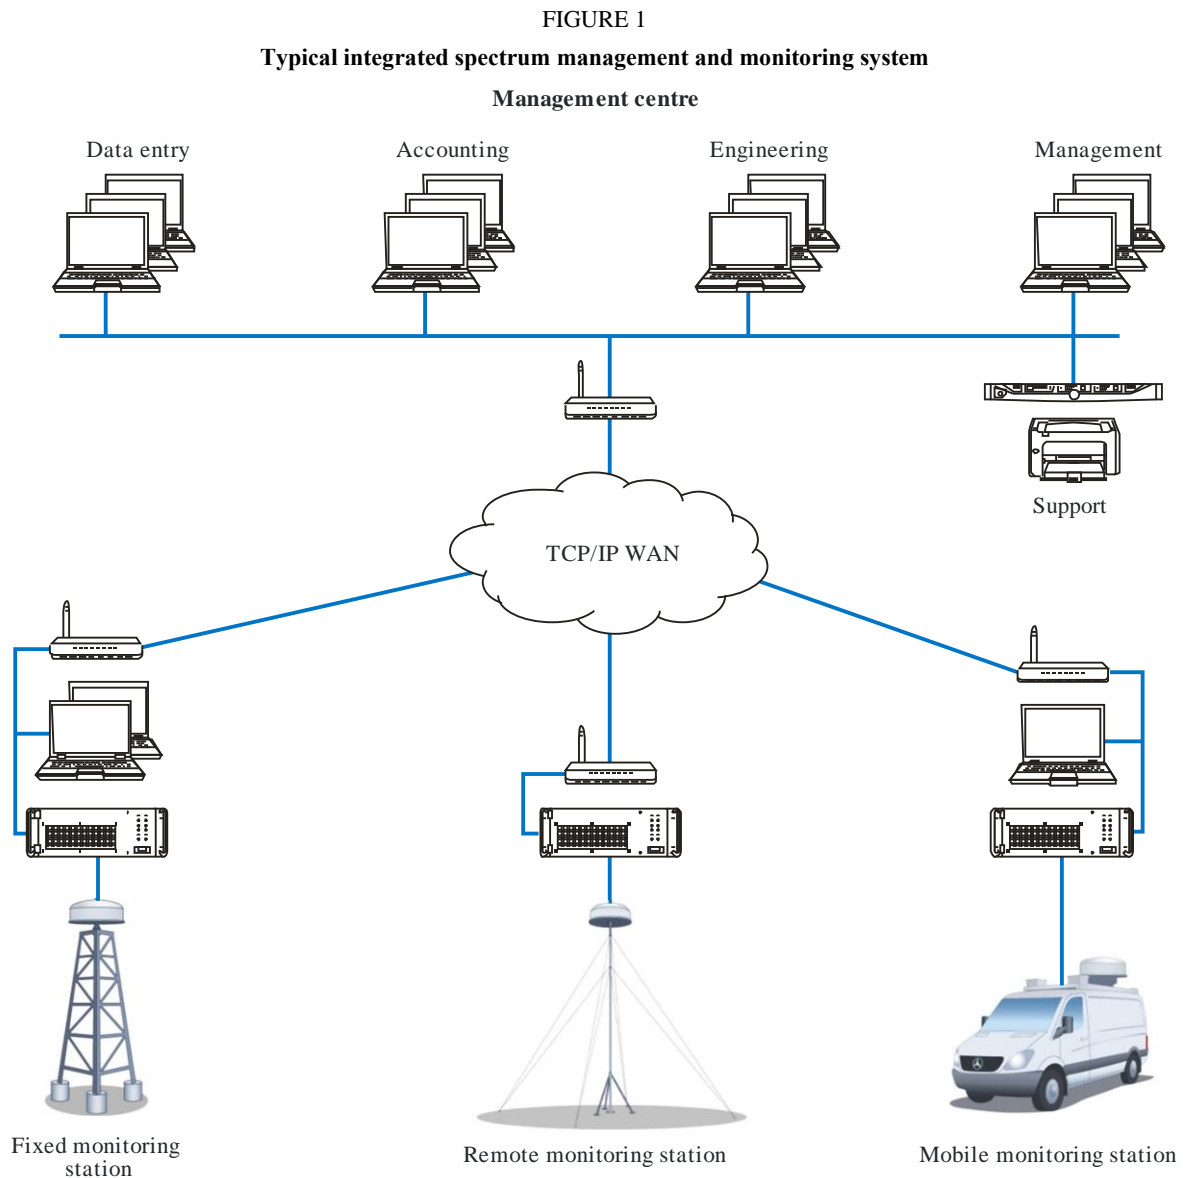 FIGURE 1
Typical integrated spectrum management and monitoring system
Management centre
Data entry
Accounting
Engineering
Management
Support
TCP/IP WAN
Fixed monitoring
station
Remote monitoring station
Mobile monitoring station